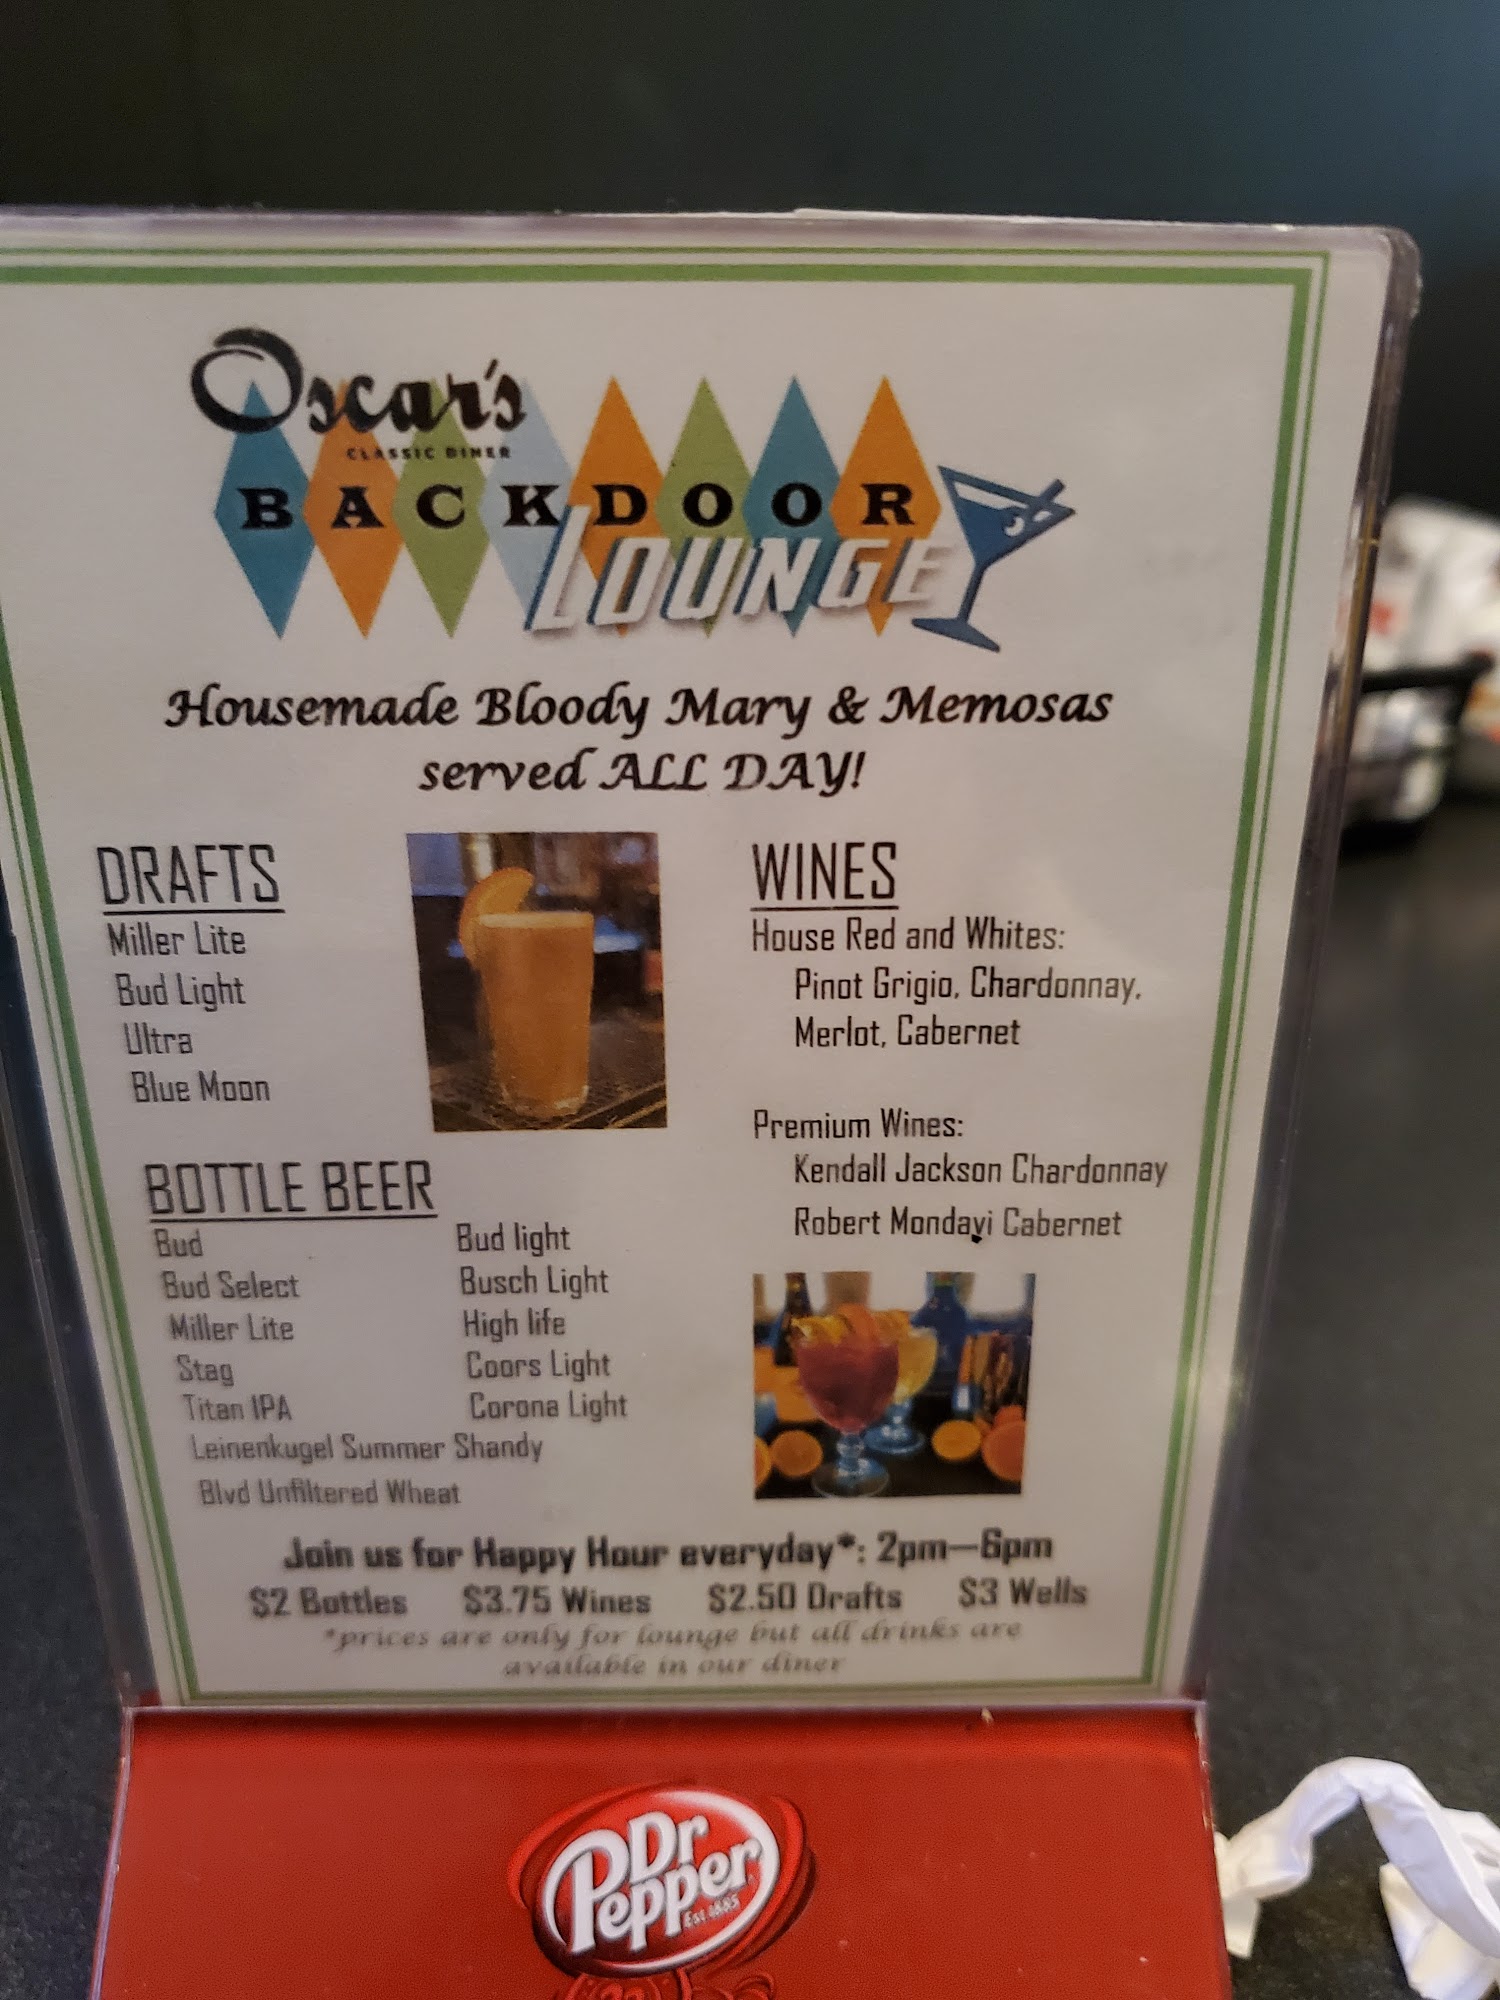 Oscar's
CLASSIC DINER
BACKDOOR
LOUNGE
Housemade Bloody Mary & Memosas
served ALL DAY!
DRAFTS
Miller Lite
Bud Light
Ultra
Blue Moon
BOTTLE BEER
Bud
Bud Select
Miller Lite
Stag
Titan IPA
Leinenkugel Summer Shandy
Blvd Unfiltered Wheat
Bud light
Busch Light
High life
Coors Light
Corona Light
WINES
House Red and Whites:
Pinot Grigio, Chardonnay,
Merlot, Cabernet
Premium Wines:
Kendall Jackson Chardonnay
Robert Mondavi Cabernet
Join us for Happy Hour everyday*: 2pm—6pm
$2 Bottles $3.75 Wines $2.50 Drafts $3 Wells
*prices are only for lounge but all drinks are
available in our diner
Dr
Pepper
Est. 1885